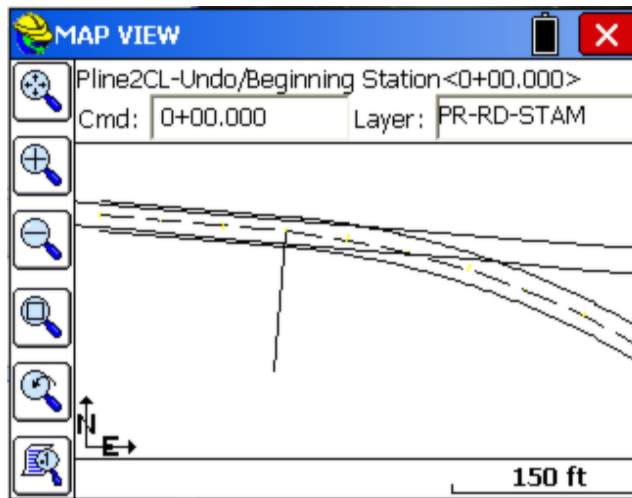 MAP VIEW
Pline2CL-Undo/Beginning Station<0+00.000>
Cmd: 0+00.000 Layer: PR-RD-STAM
N
E
150 ft